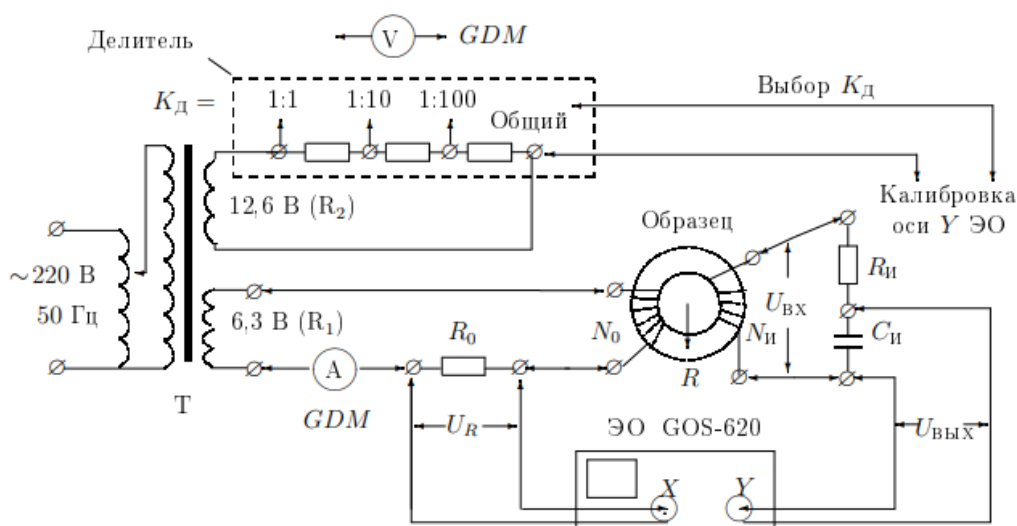 Делитель
V GDM
K_Д = 1:1 1:10 1:100
Общий
Выбор K_Д
12,6 В (R₂)
Калибровка
оси Y ЭО
Образец
~220 В
50 Гц
6,3 В (R₁)
R₀
N₀
U_ВХ
N_И
R_И
C_И
R
A
GDM
T
U_R
ЭО GOS-620
U_ВЫХ
X Y